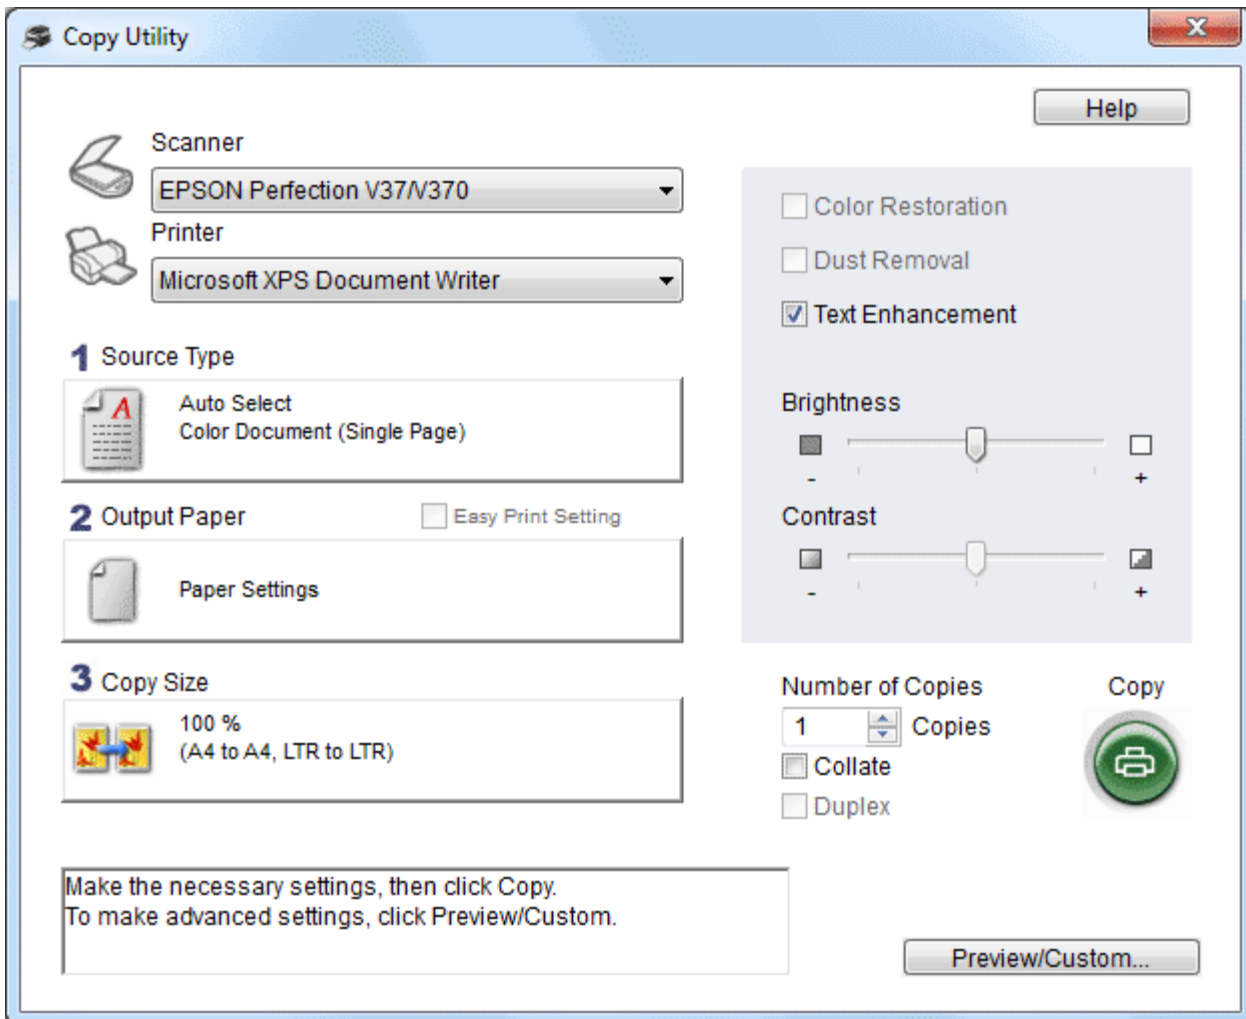 Copy Utility
Help
Scanner
EPSON Perfection V37/V370
Printer
Microsoft XPS Document Writer
1 Source Type
Auto Select
Color Document (Single Page)
2 Output Paper
Easy Print Setting
Paper Settings
3 Copy Size
100 %
(A4 to A4, LTR to LTR)
Color Restoration
Dust Removal
Text Enhancement
Brightness
- +
Contrast
- +
Number of Copies
Copy
1 Copies
Collate
Duplex
Make the necessary settings, then click Copy.
To make advanced settings, click Preview/Custom.
Preview/Custom...